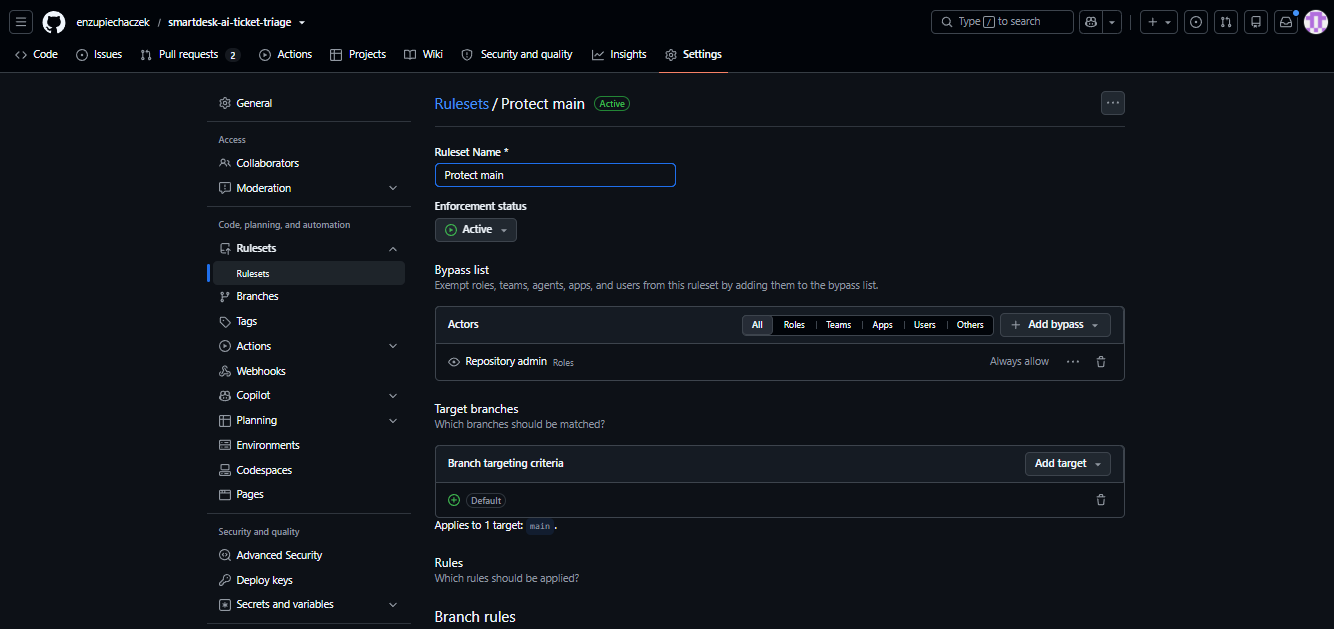 enzupiechaczek / smartdesk-ai-ticket-triage
Type / to search
Code Issues Pull requests 2 Actions Projects Wiki Security and quality Insights Settings
General
Access
Collaborators
Moderation
Code, planning, and automation
Rulesets
Rulesets
Branches
Tags
Actions
Webhooks
Copilot
Planning
Environments
Codespaces
Pages
Security and quality
Advanced Security
Deploy keys
Secrets and variables
Rulesets / Protect main Active
Ruleset Name *
Protect main
Enforcement status
Active
Bypass list
Exempt roles, teams, agents, apps, and users from this ruleset by adding them to the bypass list.
Actors All Roles Teams Apps Users Others Add bypass
Repository admin Roles Always allow
Target branches
Which branches should be matched?
Branch targeting criteria Add target
Default
Applies to 1 target: main .
Rules
Which rules should be applied?
Branch rules